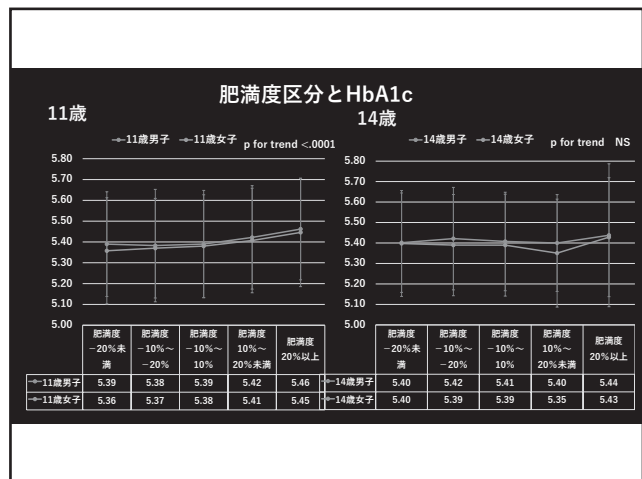 肥満度区分とHbA1c
11歳
14歳
11歳男子 11歳女子 p for trend <.0001
14歳男子 14歳女子 p for trend NS
5.80
5.70
5.60
5.50
5.40
5.30
5.20
5.10
5.00
肥満度 －20%未満 肥満度 －10%～－20% 肥満度 －10%～10% 肥満度 10%～20%未満 肥満度 20%以上
11歳男子 5.39 5.38 5.39 5.42 5.46
11歳女子 5.36 5.37 5.38 5.41 5.45
5.80
5.70
5.60
5.50
5.40
5.30
5.20
5.10
5.00
肥満度 －20%未満 肥満度 －10%～－20% 肥満度 －10%～10% 肥満度 10%～20%未満 肥満度 20%以上
14歳男子 5.40 5.42 5.41 5.40 5.44
14歳女子 5.40 5.39 5.39 5.35 5.43